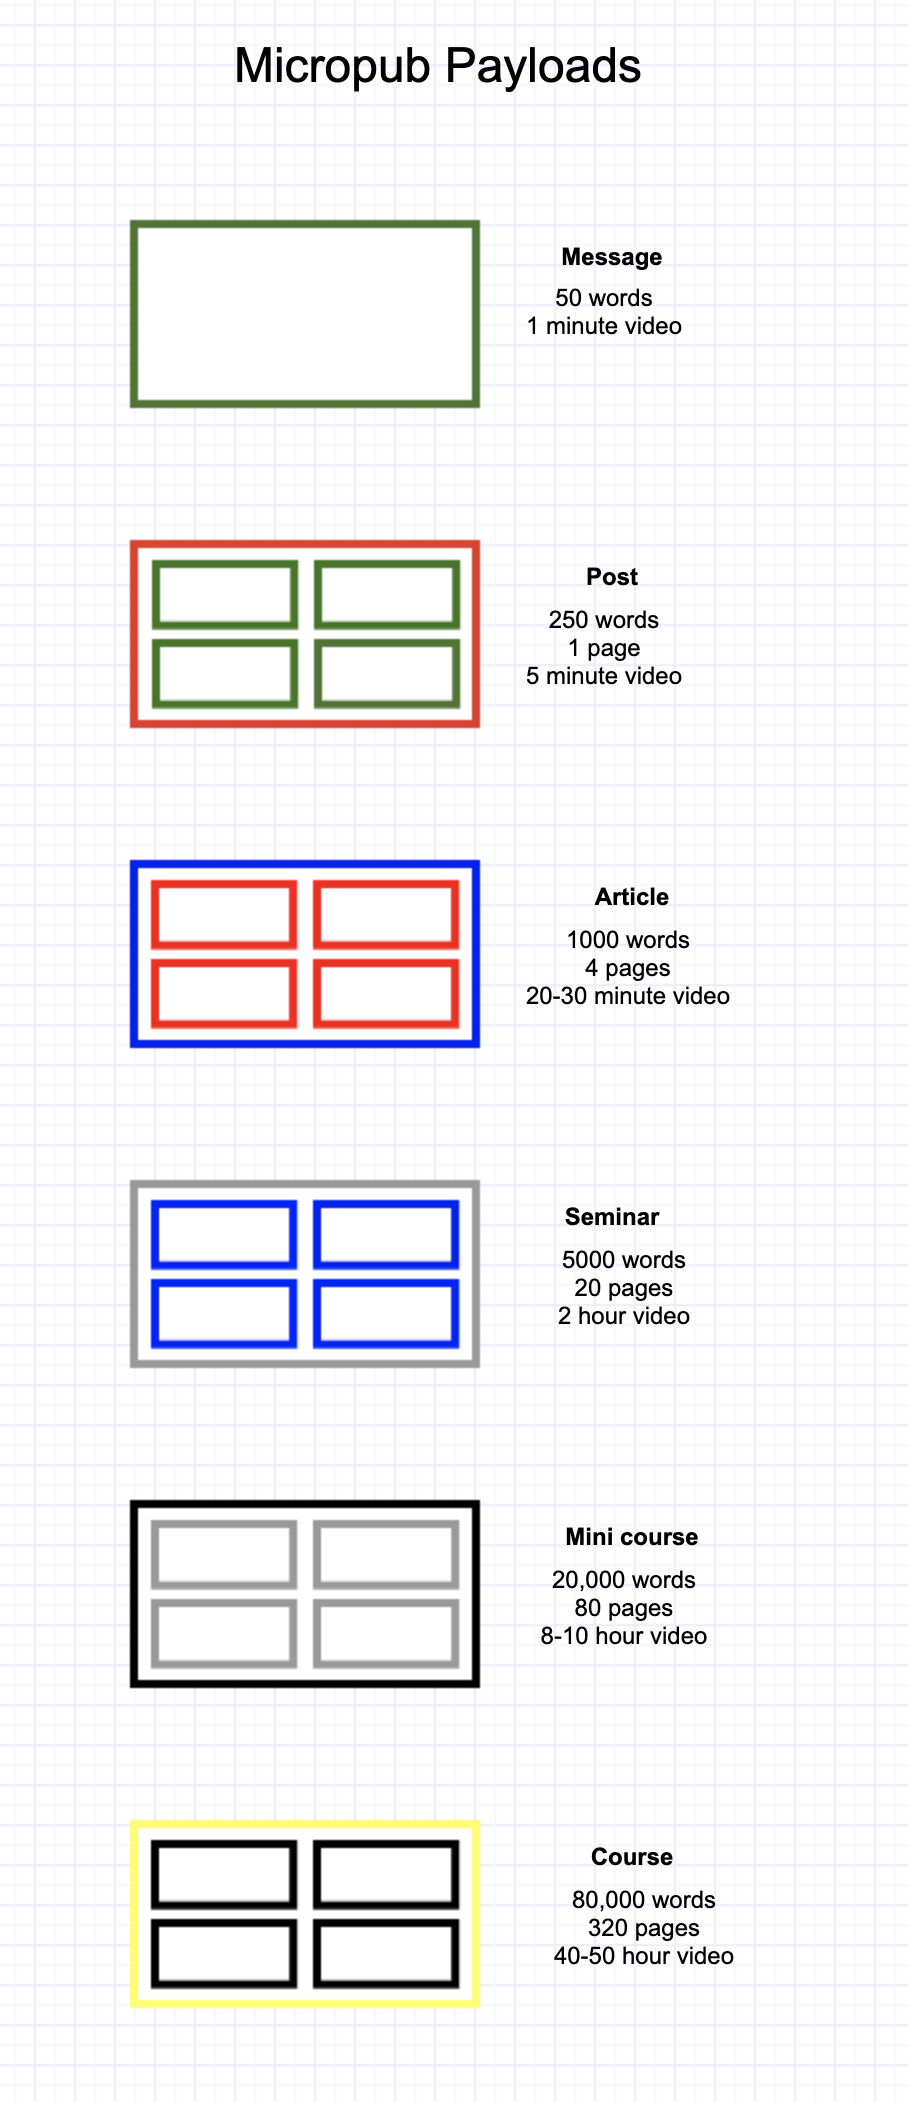 Micropub Payloads
Message
50 words
1 minute video
Post
250 words
1 page
5 minute video
Article
1000 words
4 pages
20-30 minute video
Seminar
5000 words
20 pages
2 hour video
Mini course
20,000 words
80 pages
8-10 hour video
Course
80,000 words
320 pages
40-50 hour video